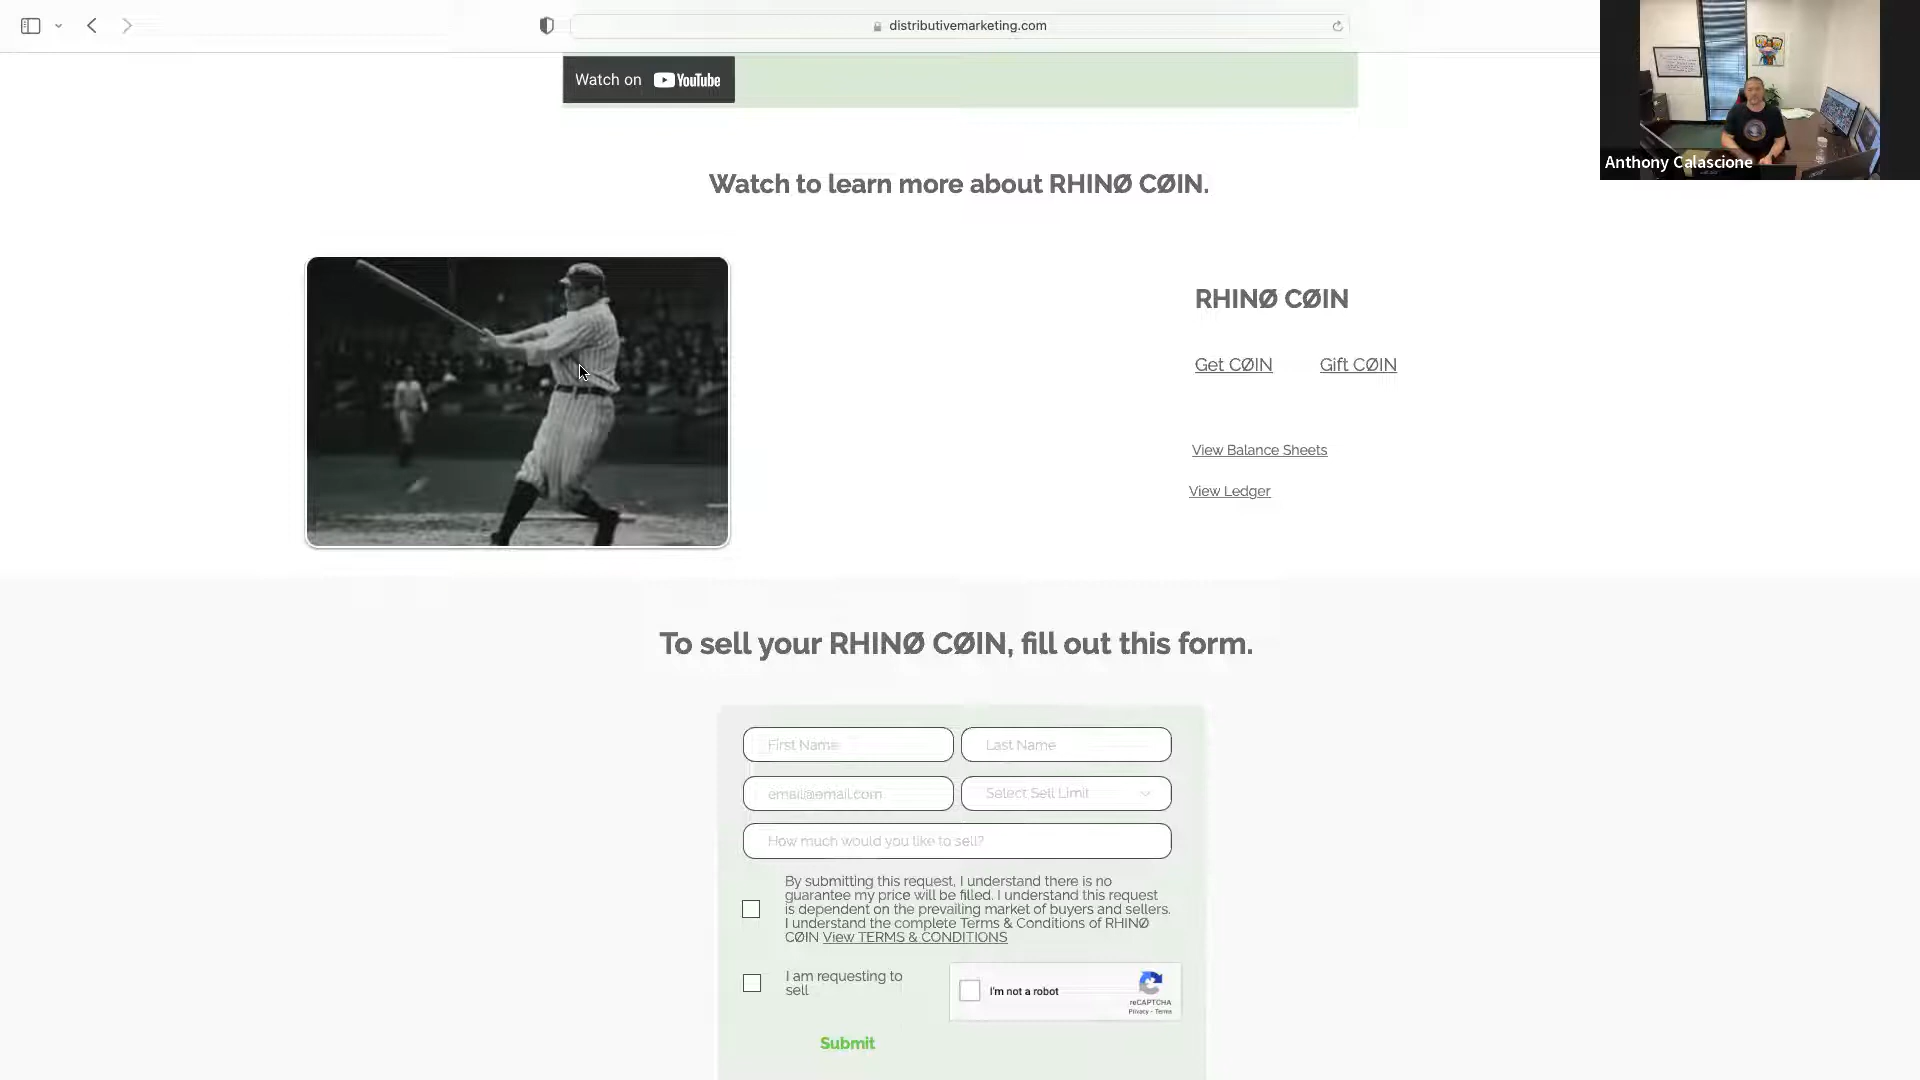 distributivemarketing.com
Watch on YouTube
Anthony Calascione
Watch to learn more about RHINØ CØIN.
RHINØ CØIN
Get CØIN Gift CØIN
View Balance Sheets
View Ledger
To sell your RHINØ CØIN, fill out this form.
First Name Last Name
email@email.com Select Sell Limit
How much would you like to sell?
By submitting this request, I understand there is no
guarantee my price will be filled. I understand this request
is dependent on the prevailing market of buyers and sellers.
I understand the complete Terms & Conditions of RHINØ
CØIN View TERMS & CONDITIONS
I am requesting to
sell
I'm not a robot
reCAPTCHA
Privacy - Terms
Submit